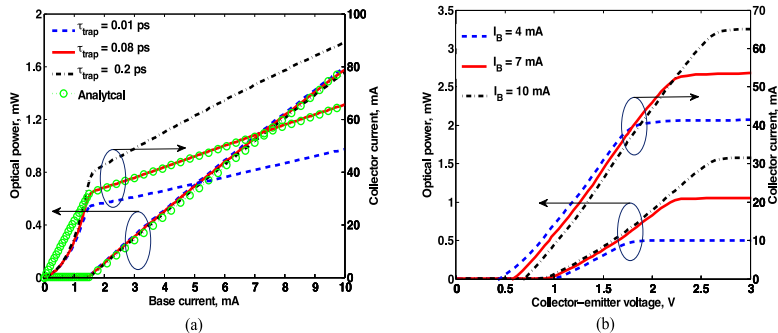 τtrap = 0.01 ps
τtrap = 0.08 ps
τtrap = 0.2 ps
Analytcal
2
1.6
1.2
0.8
0.4
0
Optical power, mW
100
80
60
40
20
0
Collector current, mA
0 1 2 3 4 5 6 7 8 9 10
Base current, mA
(a)
IB = 4 mA
IB = 7 mA
IB = 10 mA
3.5
3
2.5
2
1.5
1
0.5
0
Optical power, mW
70
60
50
40
30
20
10
0
Collector current, mA
0 0.5 1 1.5 2 2.5 3
Collector−emitter voltage, V
(b)